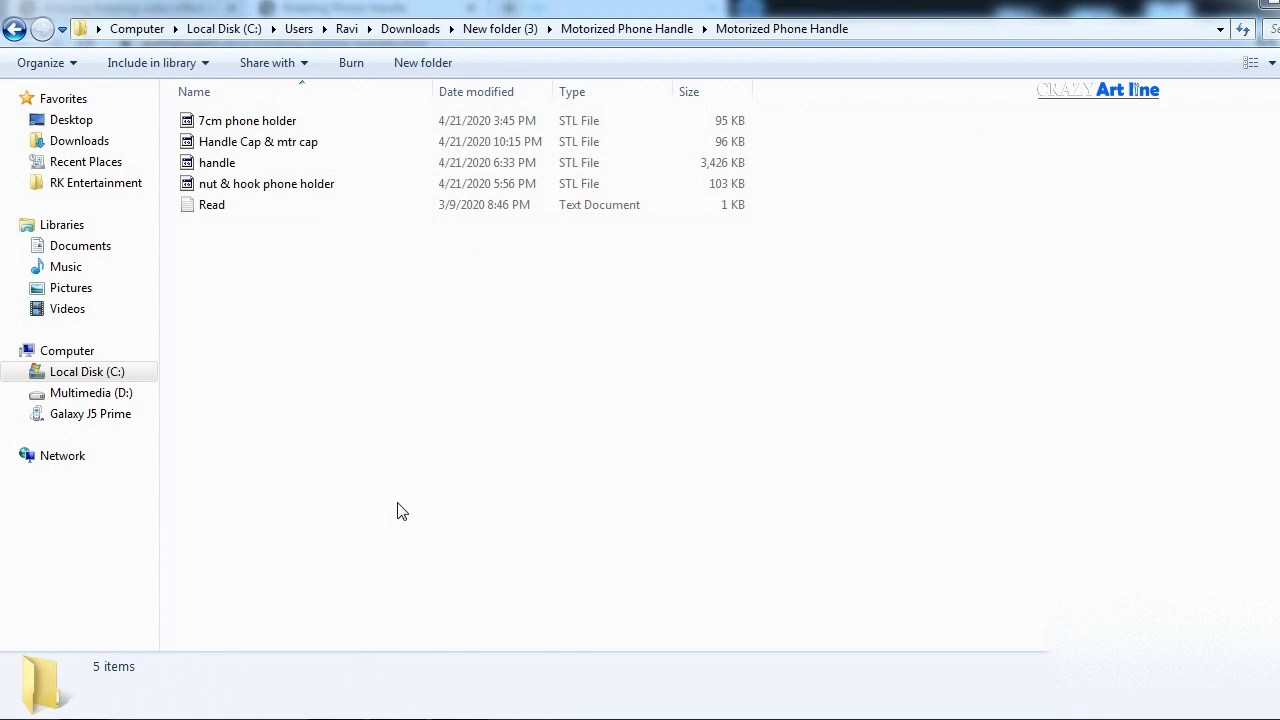 Computer Local Disk (C:) Users Ravi Downloads New folder (3) Motorized Phone Handle Motorized Phone Handle
Organize Include in library Share with Burn New folder
CRAZY Art line
Name Date modified Type Size
7cm phone holder 4/21/2020 3:45 PM STL File 95 KB
Handle Cap & mtr cap 4/21/2020 10:15 PM STL File 96 KB
handle 4/21/2020 6:33 PM STL File 3,426 KB
nut & hook phone holder 4/21/2020 5:56 PM STL File 103 KB
Read 3/9/2020 8:46 PM Text Document 1 KB
Favorites
Desktop
Downloads
Recent Places
RK Entertainment
Libraries
Documents
Music
Pictures
Videos
Computer
Local Disk (C:)
Multimedia (D:)
Galaxy J5 Prime
Network
5 items